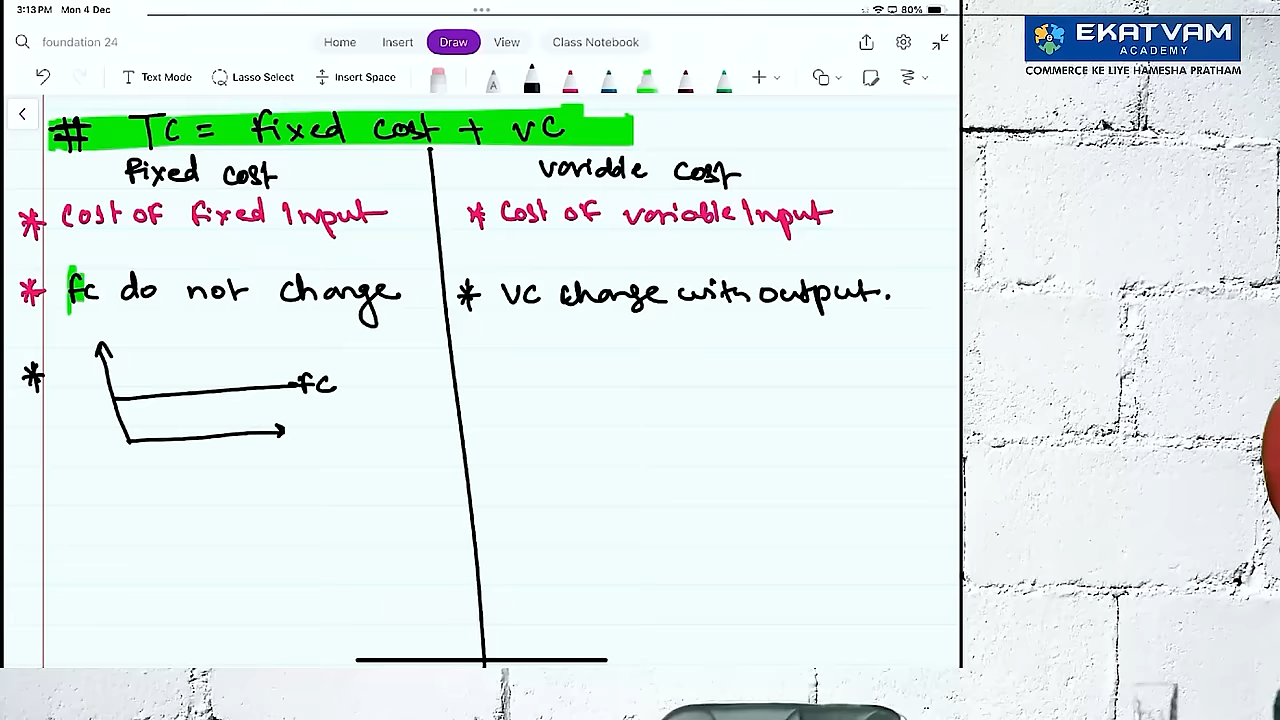 3:13 PM Mon 4 Dec
80%
foundation 24
Home Insert Draw View Class Notebook
Text Mode Lasso Select Insert Space
# TC = fixed cost + VC
fixed cost
variable cost
* Cost of fixed Input
* Cost of variable Input
* fc do not change
* VC change with output.
*
fc
EKATVAM
ACADEMY
COMMERCE KE LIYE HAMESHA PRATHAM